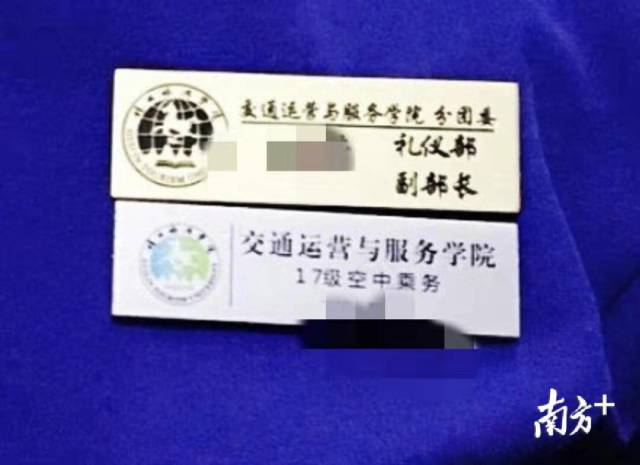 交通运营与服务学院 分团委
礼仪部
副部长
交通运营与服务学院
17级空中乘务
南方+